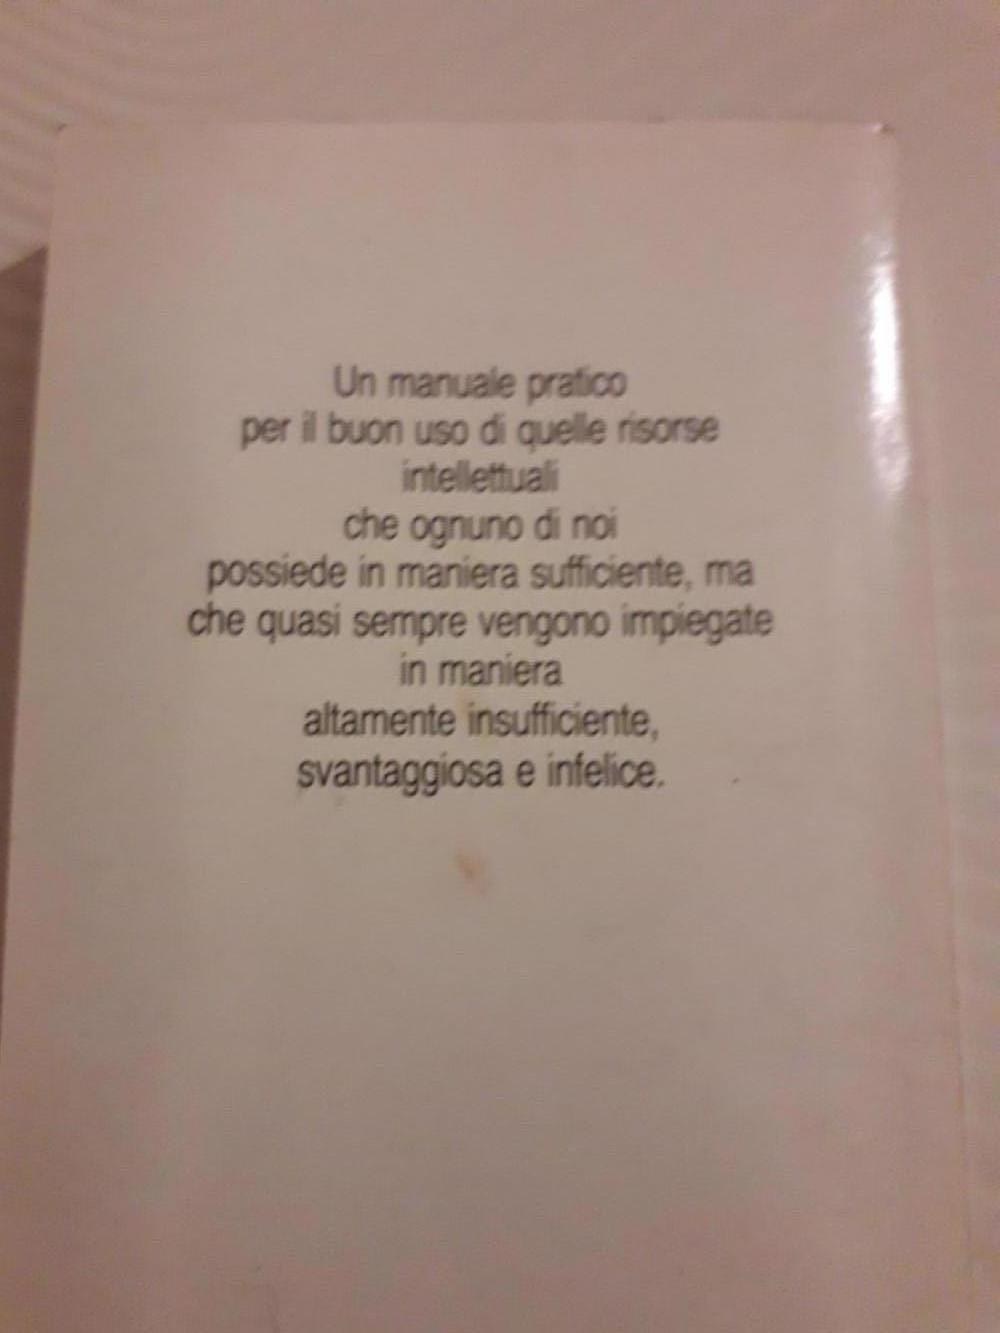 Un manuale pratico
per il buon uso di quelle risorse
intellettuali
che ognuno di noi
possiede in maniera sufficiente, ma
che quasi sempre vengono impiegate
in maniera
altamente insufficiente,
svantaggiosa e infelice.